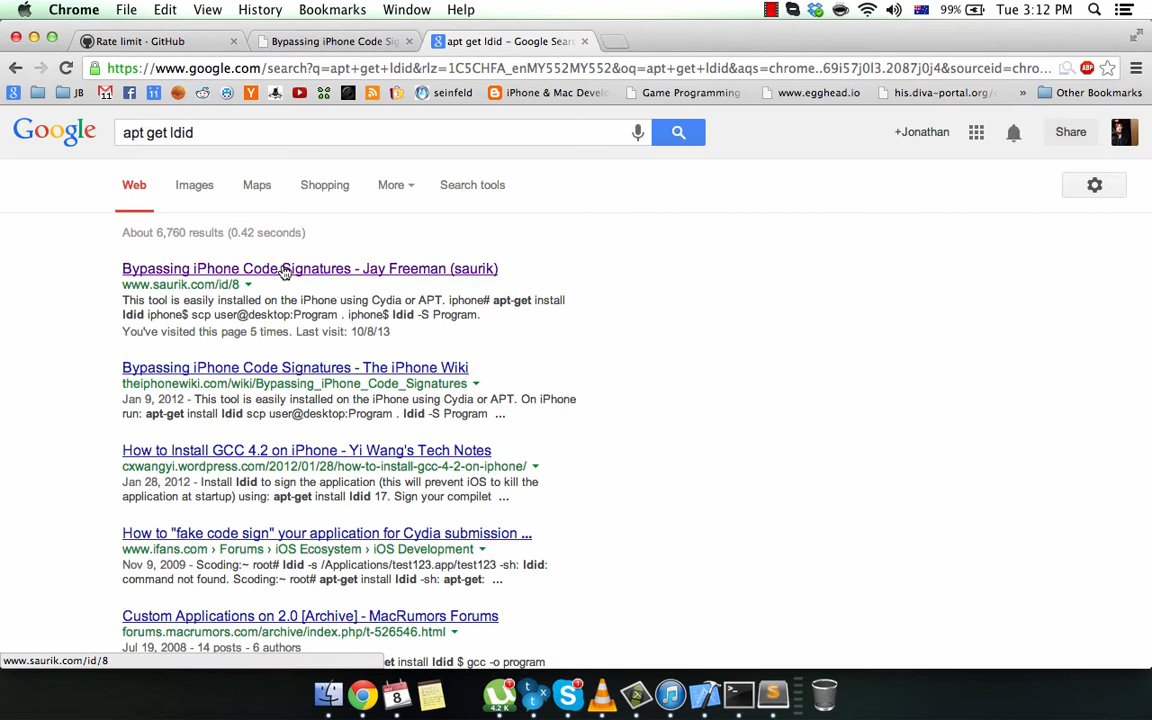 Chrome File Edit View History Bookmarks Window Help 99% Tue 3:12 PM
Rate limit · GitHub Bypassing iPhone Code Sig apt get ldid - Google Sear
https://www.google.com/search?q=apt+get+ldid&rlz=1C5CHFA_enMY552MY552&oq=apt+get+ldid&aqs=chrome..69i57j0l3.2087j0j4&sourceid=chro...
JB 11 seinfeld iPhone & Mac Devel Game Programming www.egghead.io his.diva-portal.org/ » Other Bookmarks
Google apt get ldid +Jonathan Share
Web Images Maps Shopping More Search tools
About 6,760 results (0.42 seconds)
Bypassing iPhone Code Signatures - Jay Freeman (saurik)
www.saurik.com/id/8
This tool is easily installed on the iPhone using Cydia or APT. iphone# apt-get install
ldid iphone$ scp user@desktop:Program . iphone$ ldid -S Program.
You've visited this page 5 times. Last visit: 10/8/13
Bypassing iPhone Code Signatures - The iPhone Wiki
theiphonewiki.com/wiki/Bypassing_iPhone_Code_Signatures
Jan 9, 2012 - This tool is easily installed on the iPhone using Cydia or APT. On iPhone
run: apt-get install ldid scp user@desktop:Program . ldid -S Program ...
How to Install GCC 4.2 on iPhone - Yi Wang's Tech Notes
cxwangyi.wordpress.com/2012/01/28/how-to-install-gcc-4-2-on-iphone/
Jan 28, 2012 - Install ldid to sign the application (this will prevent iOS to kill the
application at startup) using: apt-get install ldid 17. Sign your compilet ...
How to "fake code sign" your application for Cydia submission ...
www.ifans.com › Forums › iOS Ecosystem › iOS Development
Nov 9, 2009 - Scoding:~ root# ldid -s /Applications/test123.app/test123 -sh: ldid:
command not found. Scoding:~ root# apt-get install ldid -sh: apt-get: ...
Custom Applications on 2.0 [Archive] - MacRumors Forums
forums.macrumors.com/archive/index.php/t-526546.html
Jul 19, 2008 - 14 posts - 6 authors
www.saurik.com/id/8 et install ldid $ gcc -o program
8 4.2 K 1